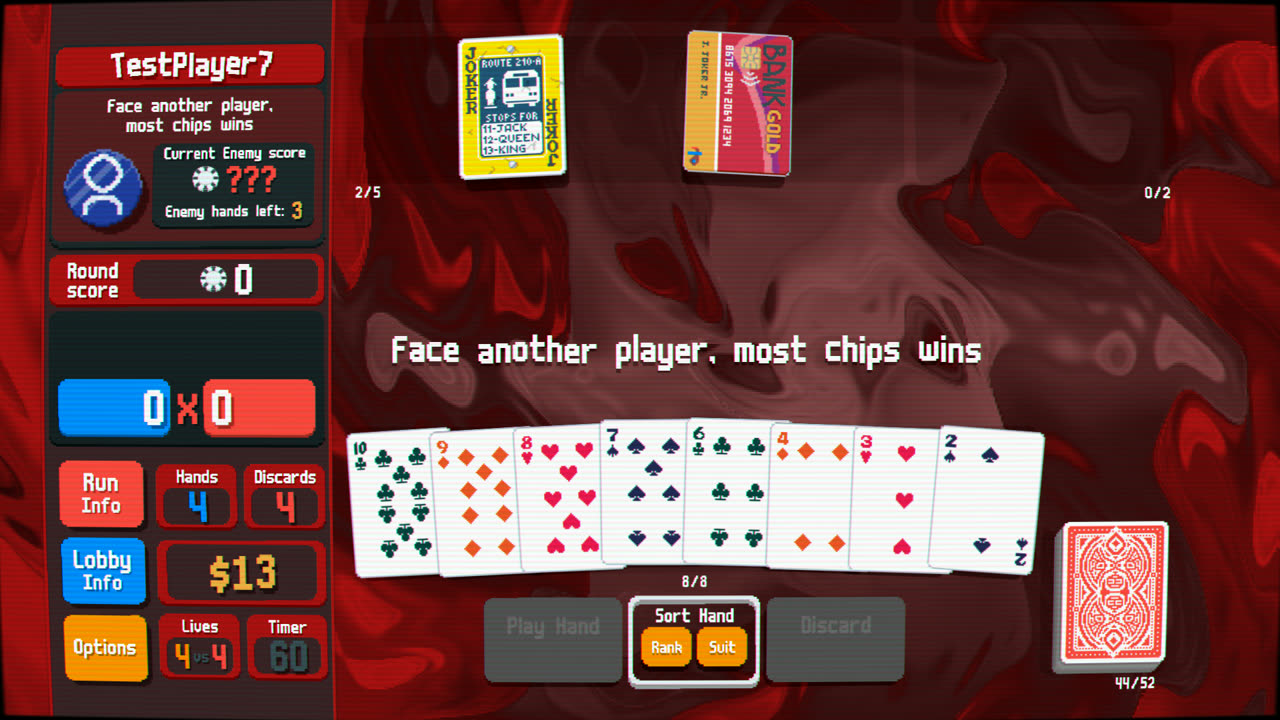 TestPlayer7
Face another player,
most chips wins
Current Enemy score
???
Enemy hands left: 3
Round
score
0
0 X 0
Run
Info
Hands
4
Discards
4
Lobby
Info
$13
Options
Lives
4 vs 4
Timer
60
JOKER
ROUTE 210-A
STOPS FOR
11-JACK
12-QUEEN
13-KING
JOKER
BANK GOLD
T. JOKER JR.
2/5
0/2
Face another player, most chips wins
10
9
8
7
6
4
3
2
2
8/8
Play Hand
Sort Hand
Rank
Suit
Discard
44/52